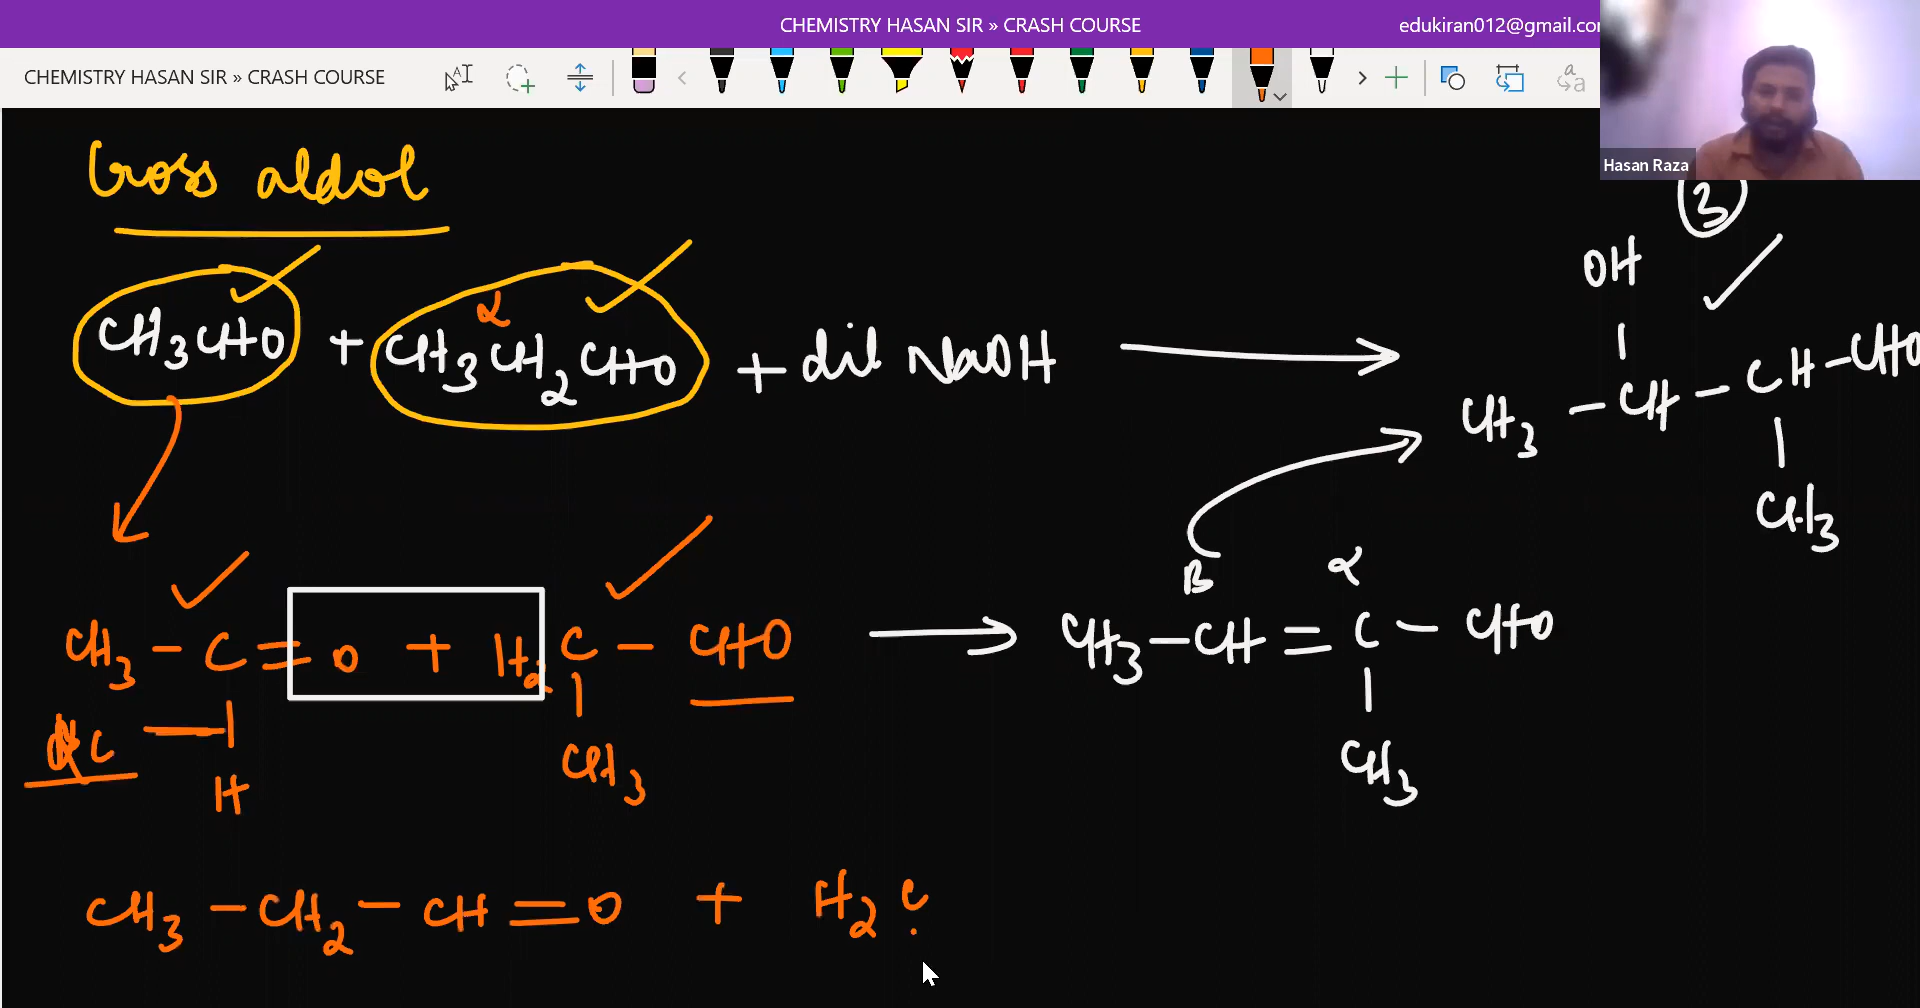 CHEMISTRY HASAN SIR » CRASH COURSE
edukiran012@gmail.co
CHEMISTRY HASAN SIR » CRASH COURSE
Hasan Raza
Cross aldol
3
OH
α
CH3CHO + CH3CH2CHO + dil NaOH → CH3 – CH – CH – CHO
CH3
β α
CH3 – C = O + H2 C – CHO → CH3 – CH = C – CHO
H CH3 CH3
CH3 – CH2 – CH = O + H2 C